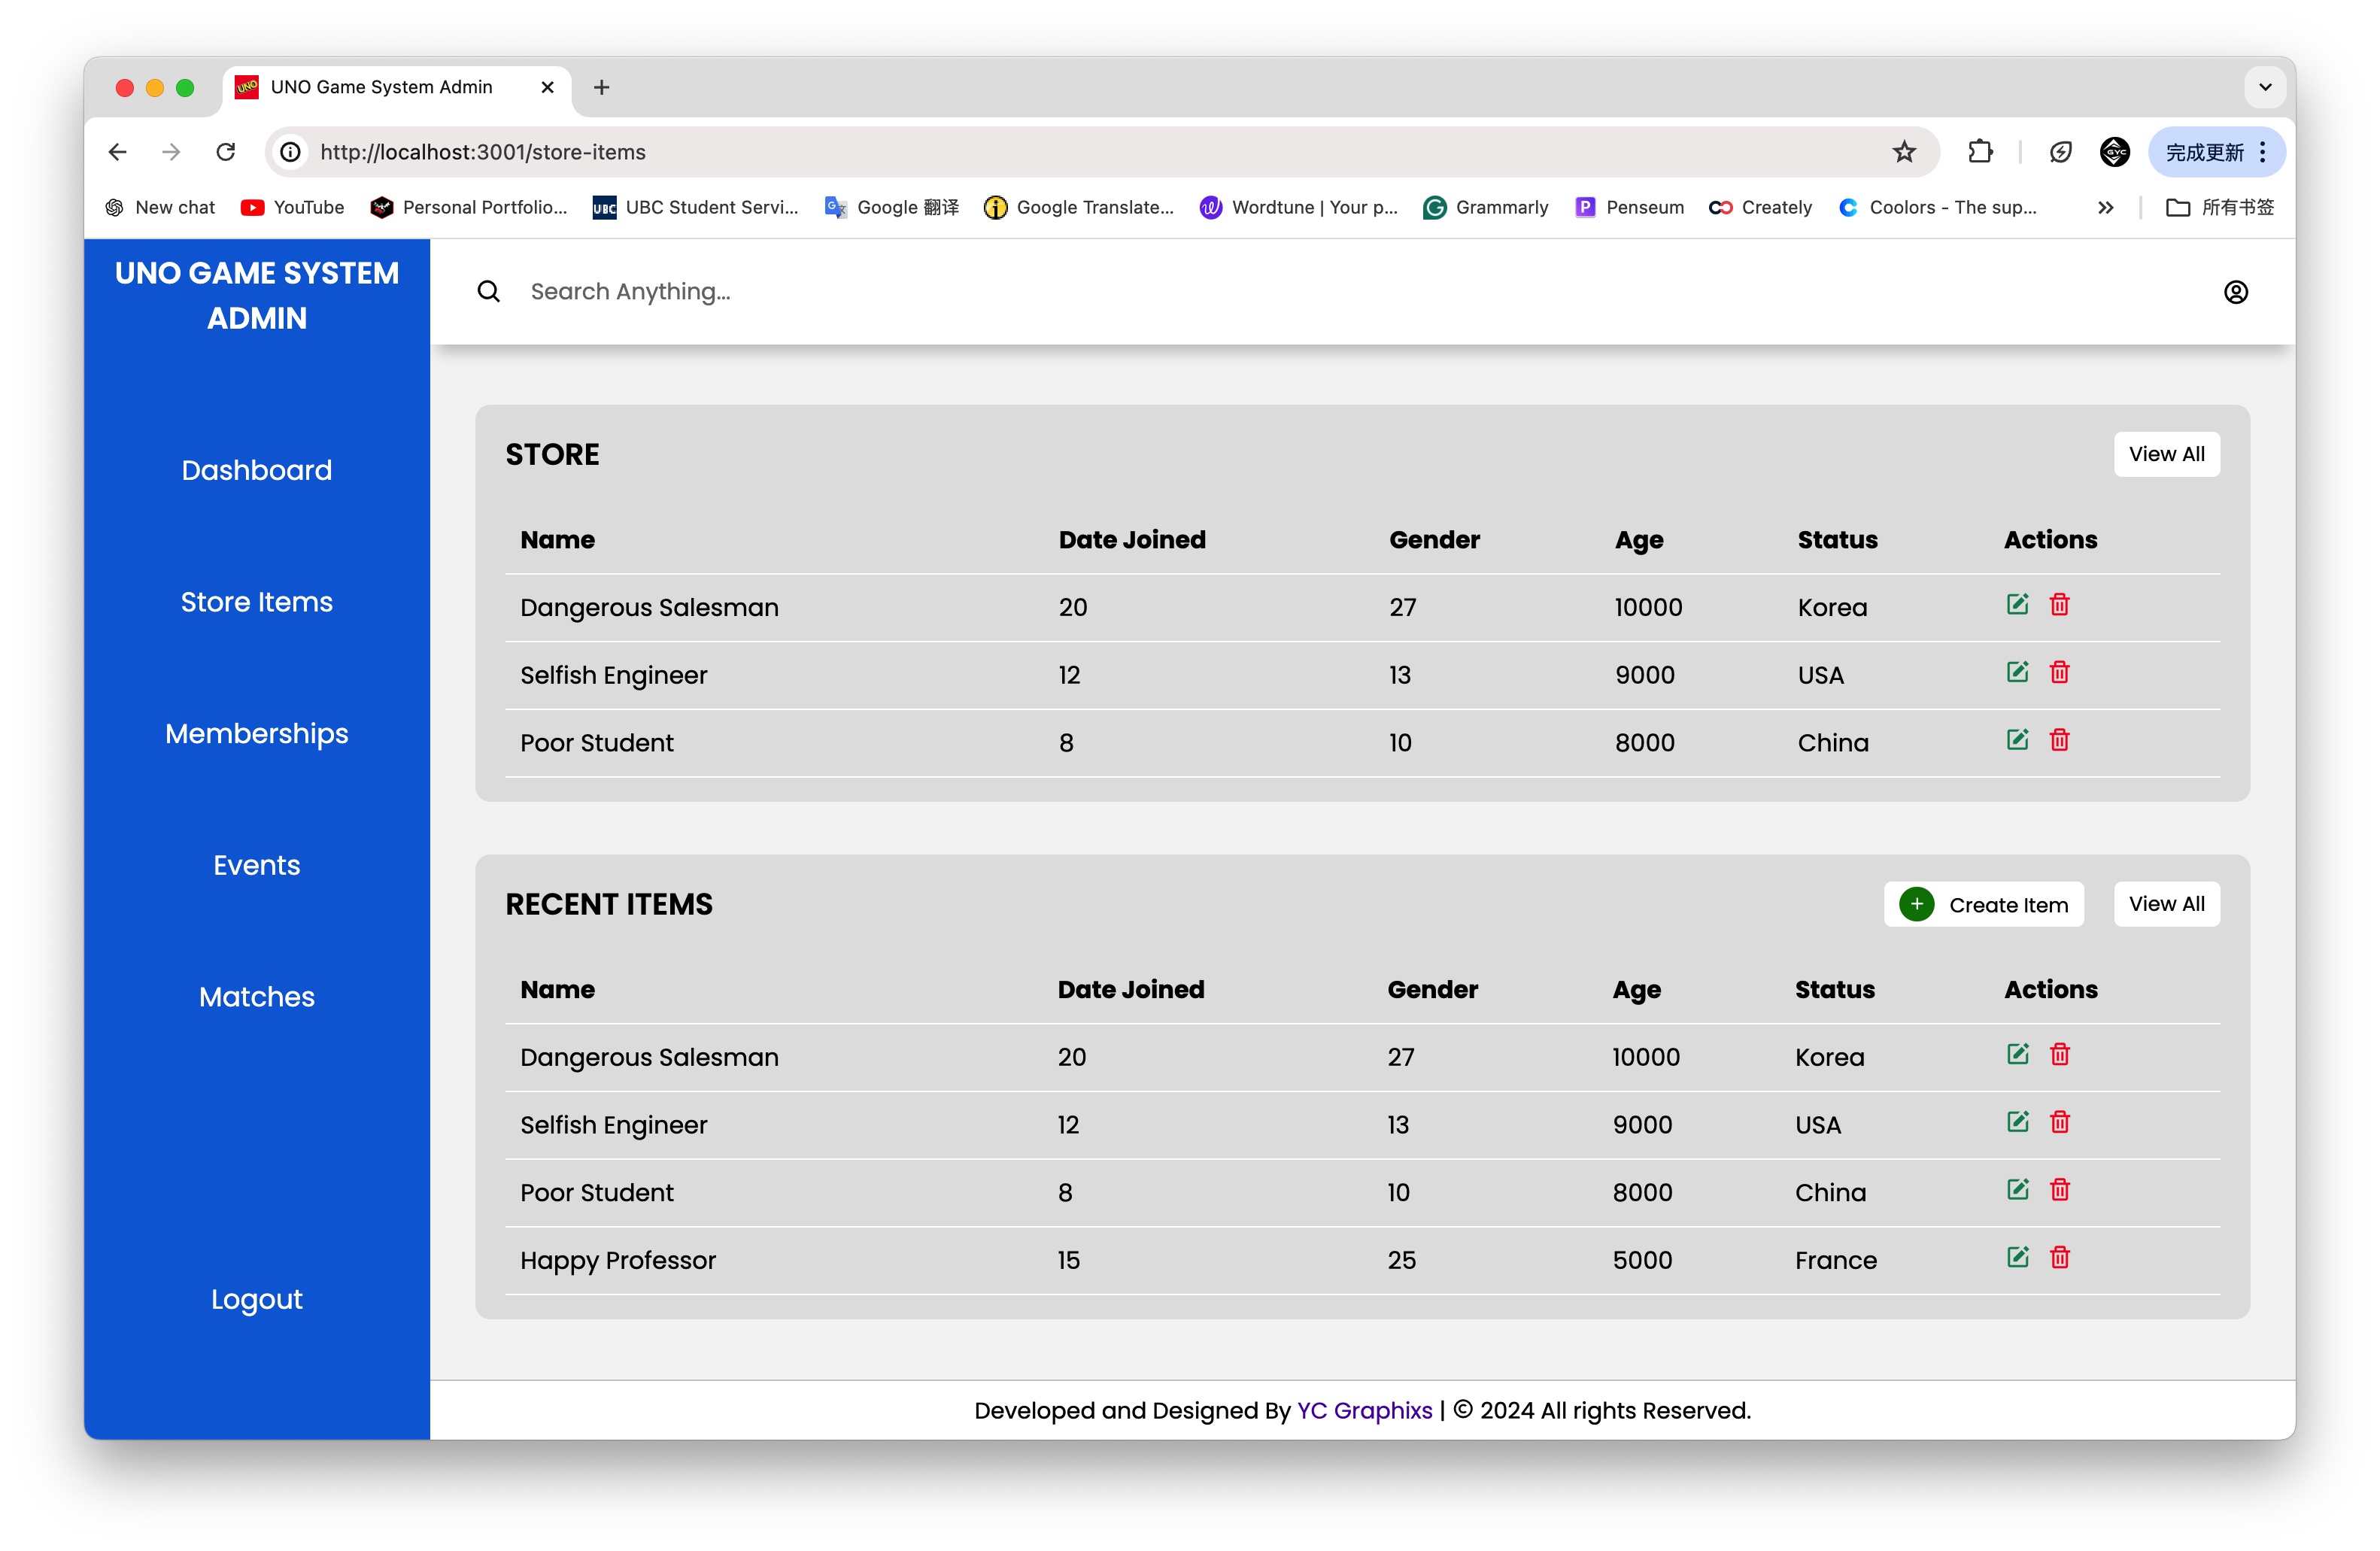 UNO
UNO Game System Admin
http://localhost:3001/store-items
GYC
完成更新
New chat
YouTube
Personal Portfolio...
UBC
UBC Student Servi...
Google 翻译
Google Translate...
Wordtune | Your p...
Grammarly
Penseum
Creately
Coolors - The sup...
所有书签
UNO GAME SYSTEM
ADMIN
Dashboard
Store Items
Memberships
Events
Matches
Logout
Search Anything...
STORE
View All
Name Date Joined Gender Age Status Actions
Dangerous Salesman 20 27 10000 Korea
Selfish Engineer 12 13 9000 USA
Poor Student 8 10 8000 China
RECENT ITEMS
Create Item
View All
Name Date Joined Gender Age Status Actions
Dangerous Salesman 20 27 10000 Korea
Selfish Engineer 12 13 9000 USA
Poor Student 8 10 8000 China
Happy Professor 15 25 5000 France
Developed and Designed By YC Graphixs | © 2024 All rights Reserved.